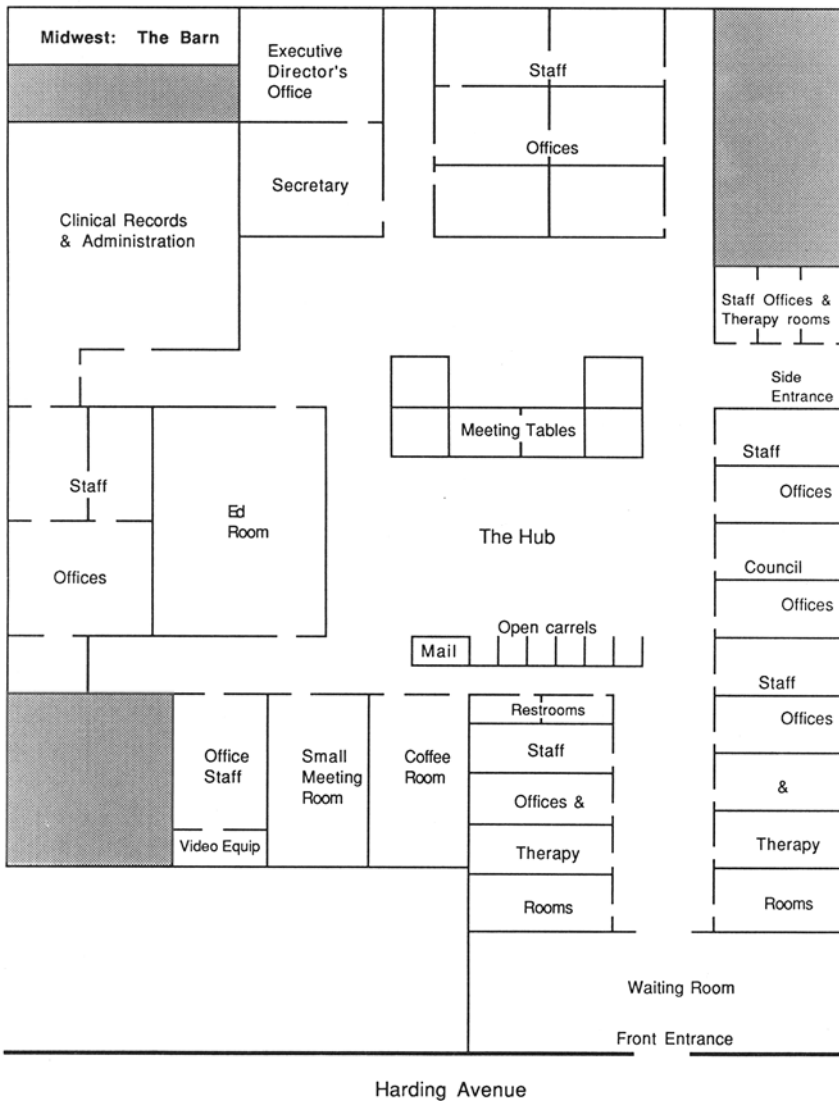 Midwest: The Barn
Executive
Director's
Office
Staff
Offices
Secretary
Clinical Records
& Administration
Staff Offices &
Therapy rooms
Side
Entrance
Meeting Tables
Staff
Offices
Staff
Offices
Ed
Room
The Hub
Council
Offices
Open carrels
Mail
Staff
Offices
Restrooms
Office
Staff
Small
Meeting
Room
Coffee
Room
Staff
Offices &
Therapy
Rooms
&
Therapy
Rooms
Video Equip
Waiting Room
Front Entrance
Harding Avenue